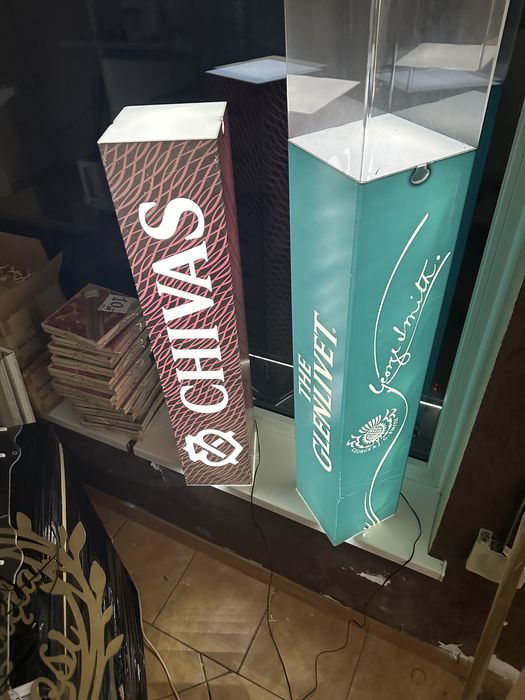 CHIVAS
THE
GLENLIVET.
George Smith.